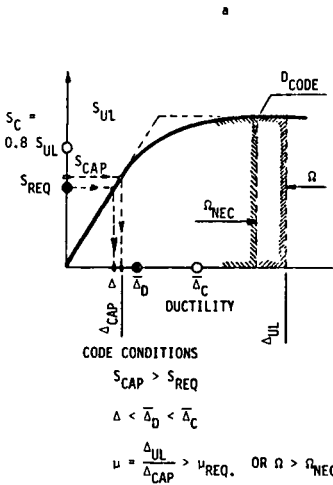 a
S_C =
0.8 S_UL
S_UL
D_CODE
S_CAP
S_REQ
Ω
Ω_NEC
Δ
Δ_CAP
Δ̅_D
Δ̅_C
DUCTILITY
Δ_UL
CODE CONDITIONS
S_CAP > S_REQ
Δ < Δ̅_D < Δ̅_C
μ = Δ_UL / Δ_CAP > μ_REQ. OR Ω > Ω_NEC